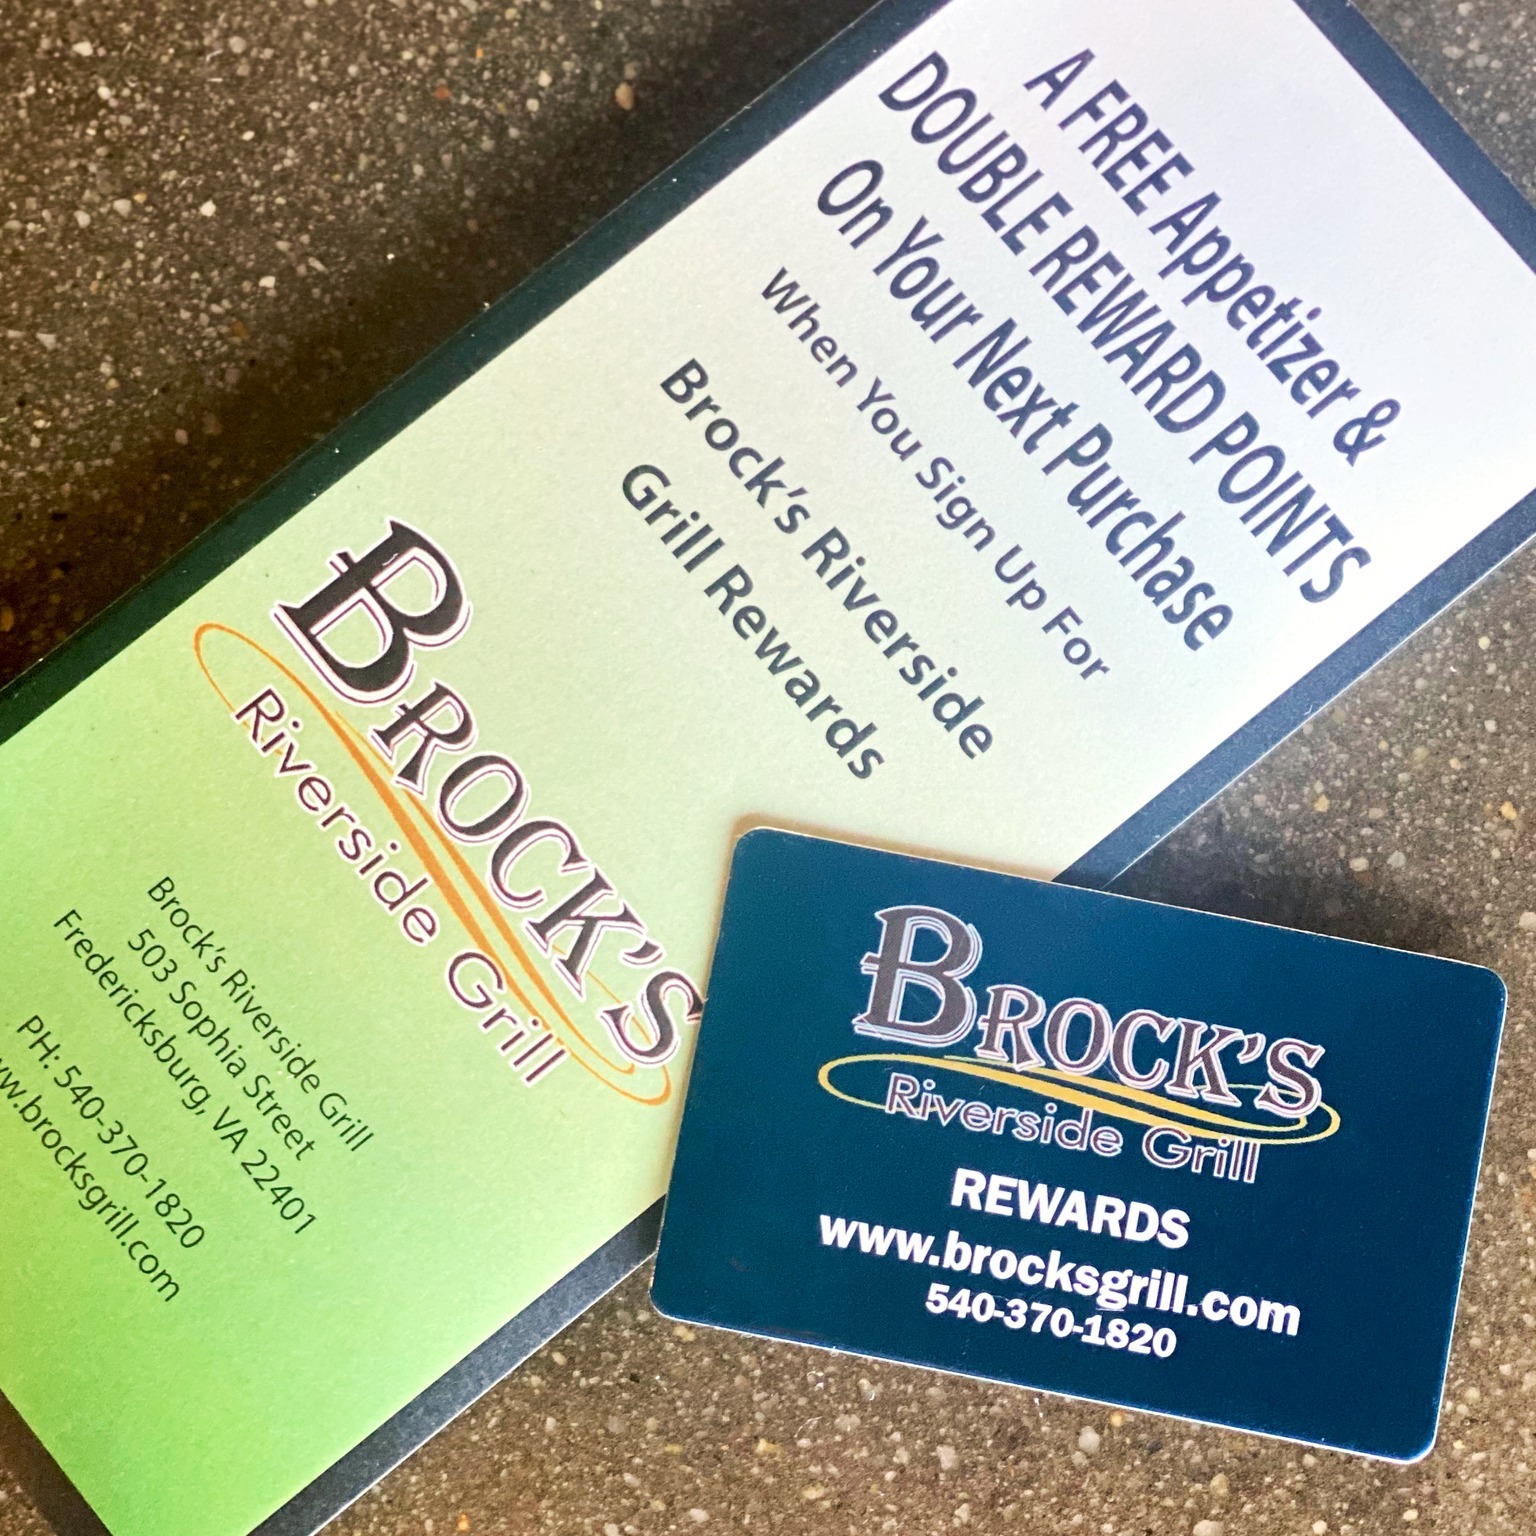 A FREE Appetizer &
DOUBLE REWARD POINTS
On Your Next Purchase
When You Sign Up For
Brock's Riverside
Grill Rewards
BROCK'S
Riverside Grill
Brock's Riverside Grill
503 Sophia Street
Fredericksburg, VA 22401
PH: 540-370-1820
ww.brocksgrill.com
BROCK'S
Riverside Grill
REWARDS
www.brocksgrill.com
540-370-1820